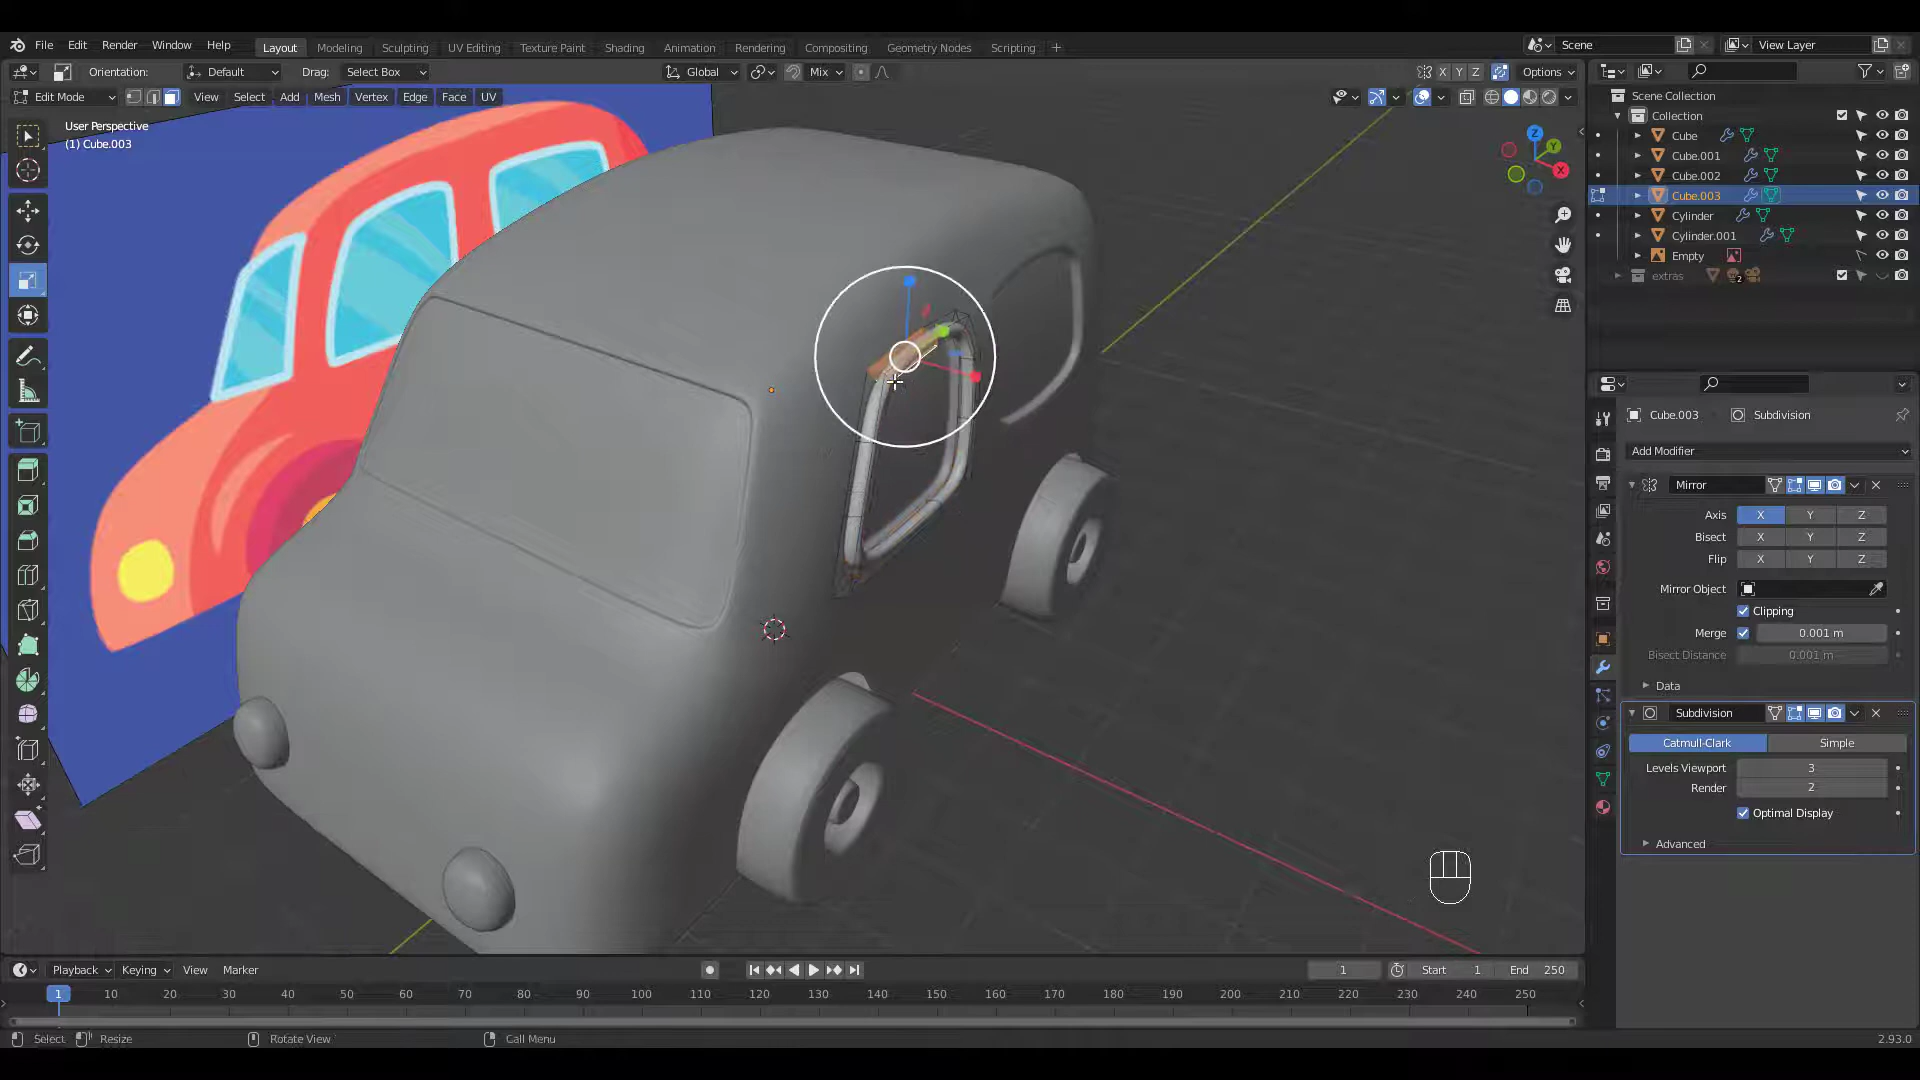 File Edit Render Window Help Layout Modeling Sculpting UV Editing Texture Paint Shading Animation Rendering Compositing Geometry Nodes Scripting + Scene View Layer
Orientation: Default Drag: Select Box Global Mix X Y Z Options
Edit Mode View Select Add Mesh Vertex Edge Face UV
User Perspective
(1) Cube.003
Z
Y
X
Scene Collection
Collection
Cube
Cube.001
Cube.002
Cube.003
Cylinder
Cylinder.001
Empty
extras 2
Cube.003 Subdivision
Add Modifier
Mirror
Axis X Y Z
Bisect X Y Z
Flip X Y Z
Mirror Object
Clipping
Merge 0.001 m
Bisect Distance 0.001 m
Data
Subdivision
Catmull-Clark Simple
Levels Viewport 3
Render 2
Optimal Display
Advanced
Playback Keying View Marker 1 Start 1 End 250
1 10 20 30 40 50 60 70 80 90 100 110 120 130 140 150 160 170 180 190 200 210 220 230 240 250
Select Resize Rotate View Call Menu 2.93.0